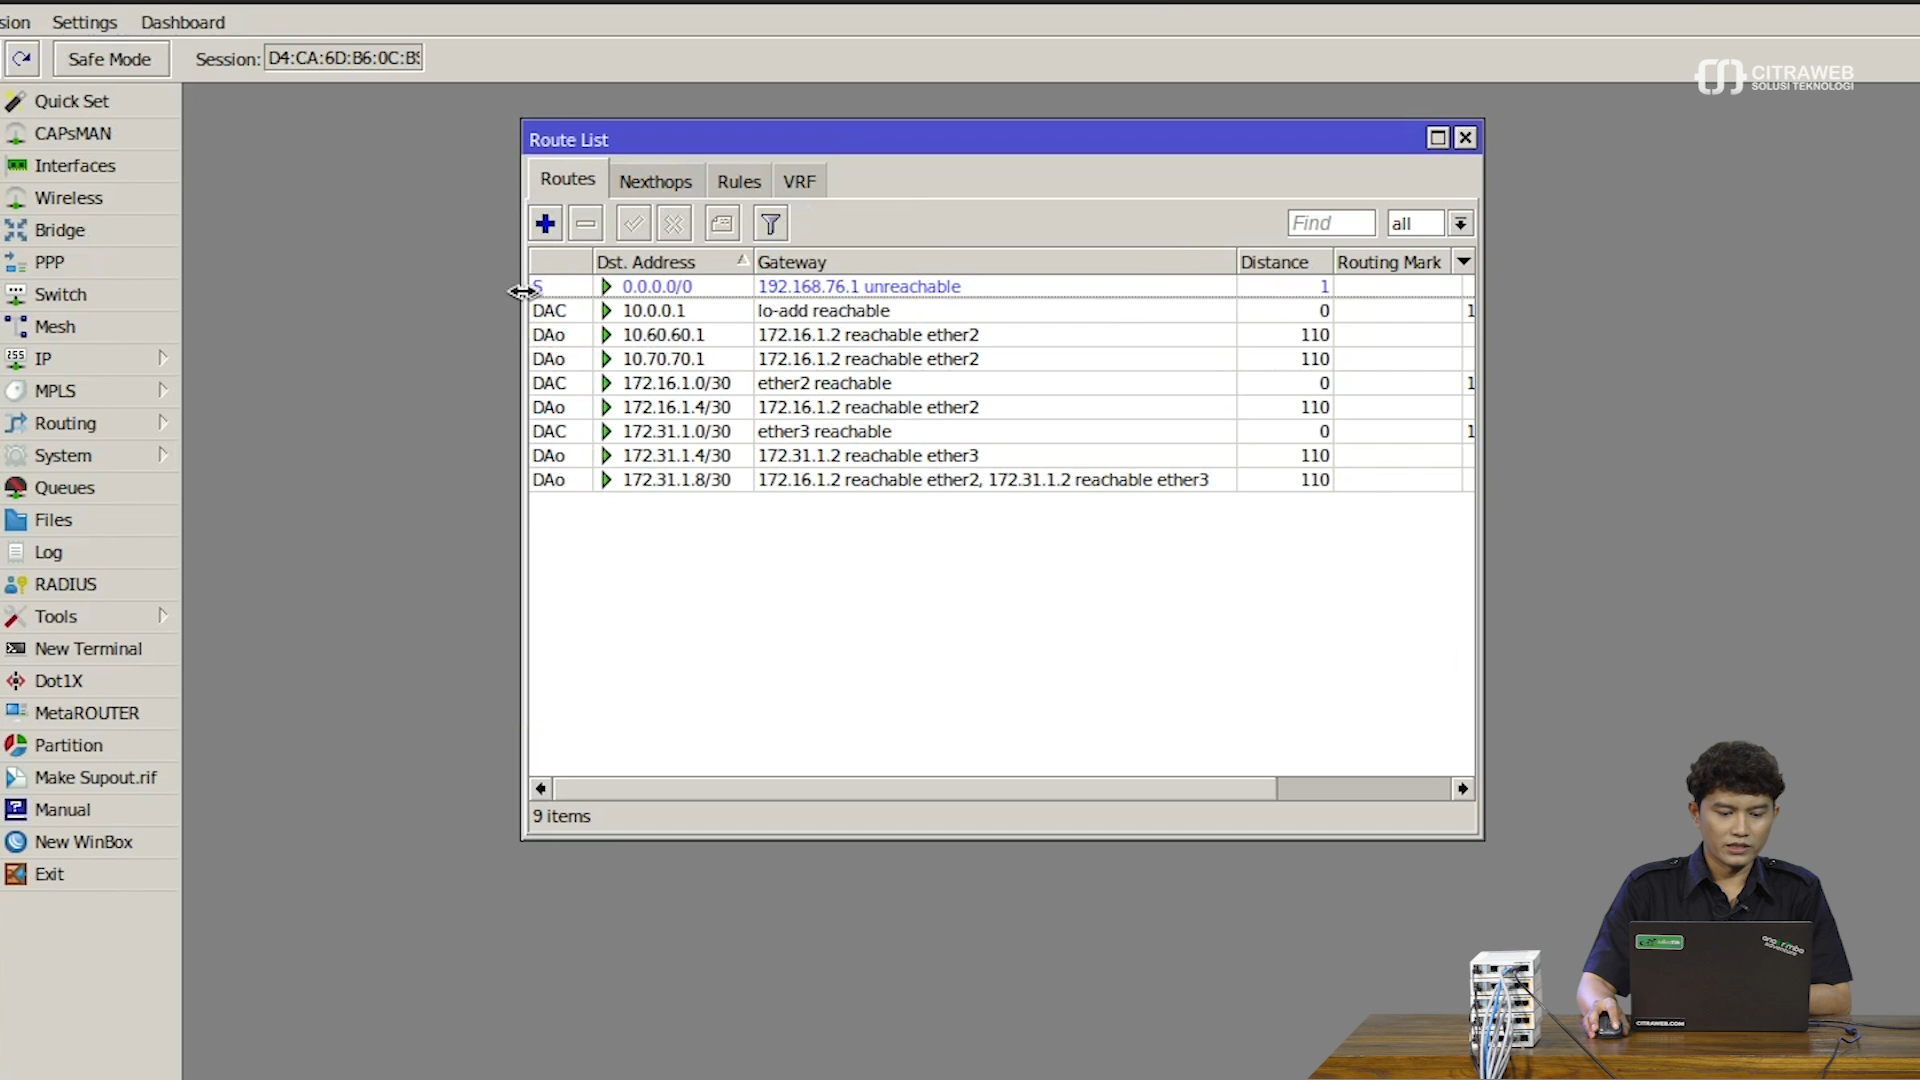 sion Settings Dashboard
Safe Mode Session: D4:CA:6D:B6:0C:B
CITRAWEB
SOLUSI TEKNOLOGI
Quick Set
CAPsMAN
Interfaces
Wireless
Bridge
PPP
Switch
Mesh
255 IP
MPLS
Routing
System
Queues
Files
Log
RADIUS
Tools
New Terminal
Dot1X
MetaROUTER
Partition
Make Supout.rif
Manual
New WinBox
Exit
Route List
Routes Nexthops Rules VRF
Find all
Dst. Address Gateway Distance Routing Mark
S 0.0.0.0/0 192.168.76.1 unreachable 1
DAC 10.0.0.1 lo-add reachable 0 1
DAo 10.60.60.1 172.16.1.2 reachable ether2 110
DAo 10.70.70.1 172.16.1.2 reachable ether2 110
DAC 172.16.1.0/30 ether2 reachable 0 1
DAo 172.16.1.4/30 172.16.1.2 reachable ether2 110
DAC 172.31.1.0/30 ether3 reachable 0 1
DAo 172.31.1.4/30 172.31.1.2 reachable ether3 110
DAo 172.31.1.8/30 172.16.1.2 reachable ether2, 172.31.1.2 reachable ether3 110
9 items
CITRAWEB.COM